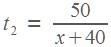 t₂ = 50 / (x + 40)